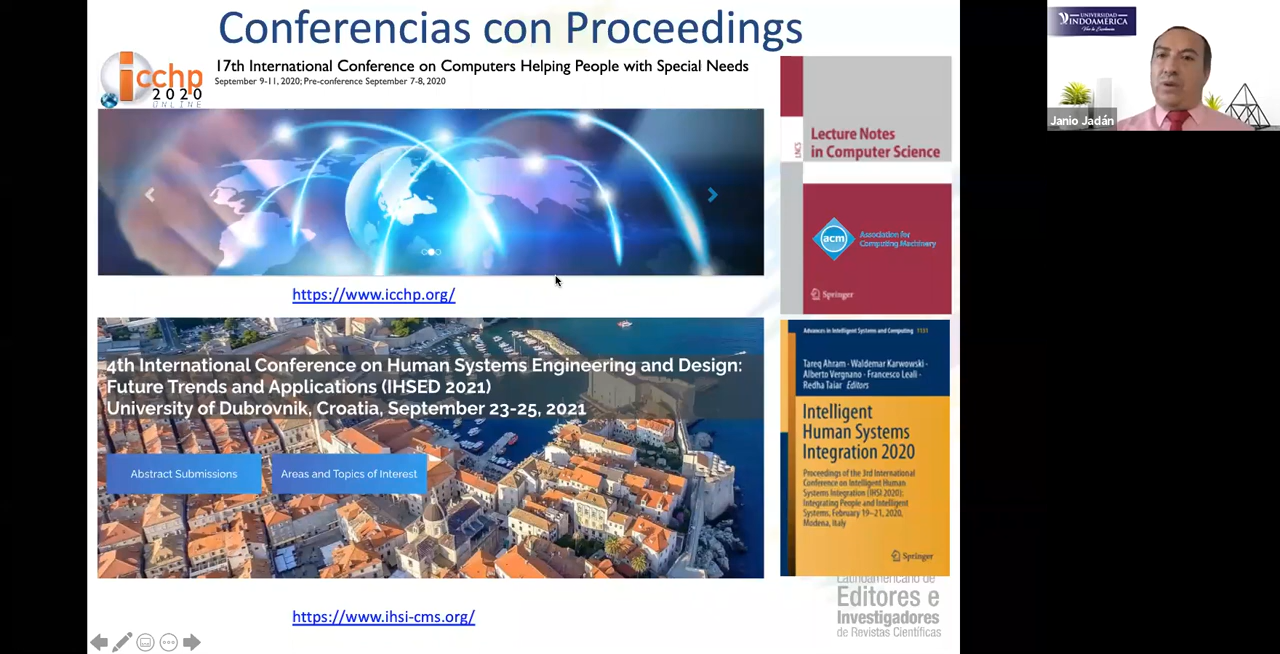 Conferencias con Proceedings
icchp
2020
ONLINE
17th International Conference on Computers Helping People with Special Needs
September 9-11, 2020; Pre-conference September 7-8, 2020
https://www.icchp.org/
4th International Conference on Human Systems Engineering and Design:
Future Trends and Applications (IHSED 2021)
University of Dubrovnik, Croatia, September 23-25, 2021
Abstract Submissions
Areas and Topics of Interest
https://www.ihsi-cms.org/
LNCS
Lecture Notes
in Computer Science
acm
Association for
Computing Machinery
Springer
Advances in Intelligent Systems and Computing 1131
Tareq Ahram · Waldemar Karwowski ·
Alberto Vergnano · Francesco Leali ·
Redha Taiar Editors
Intelligent
Human Systems
Integration 2020
Proceedings of the 3rd International
Conference on Intelligent Human
Systems Integration (IHSI 2020):
Integrating People and Intelligent
Systems, February 19–21, 2020,
Modena, Italy
Springer
Latinoamericano de
Editores e
Investigadores
de Revistas Científicas
UNIVERSIDAD
INDOAMÉRICA
Janio Jadán